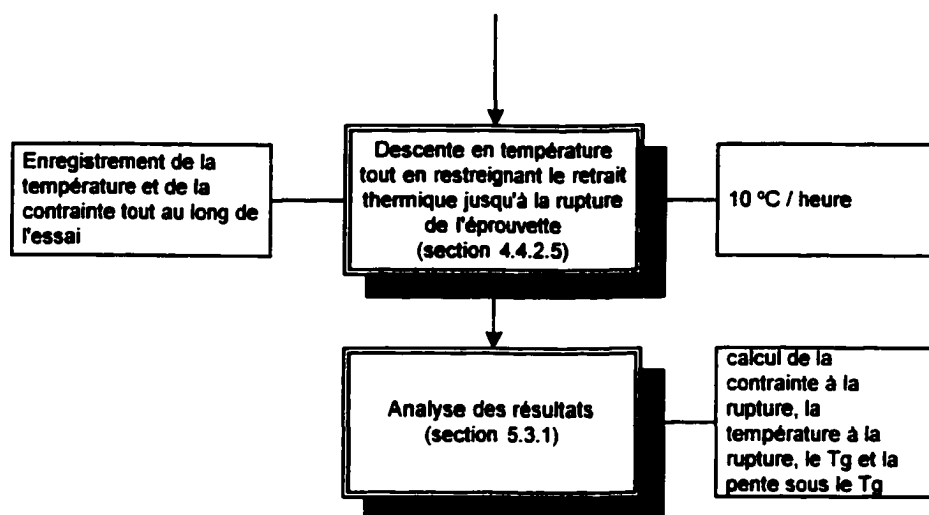 Enregistrement de la
température et de la
contrainte tout au long de
l'essai
Descente en température
tout en restreignant le retrait
thermique jusqu'à la rupture
de l'éprouvette
(section 4.4.2.5)
10 ºC / heure
Analyse des résultats
(section 5.3.1)
calcul de la
contrainte à la
rupture, la
température à la
rupture, le Tg et la
pente sous le Tg